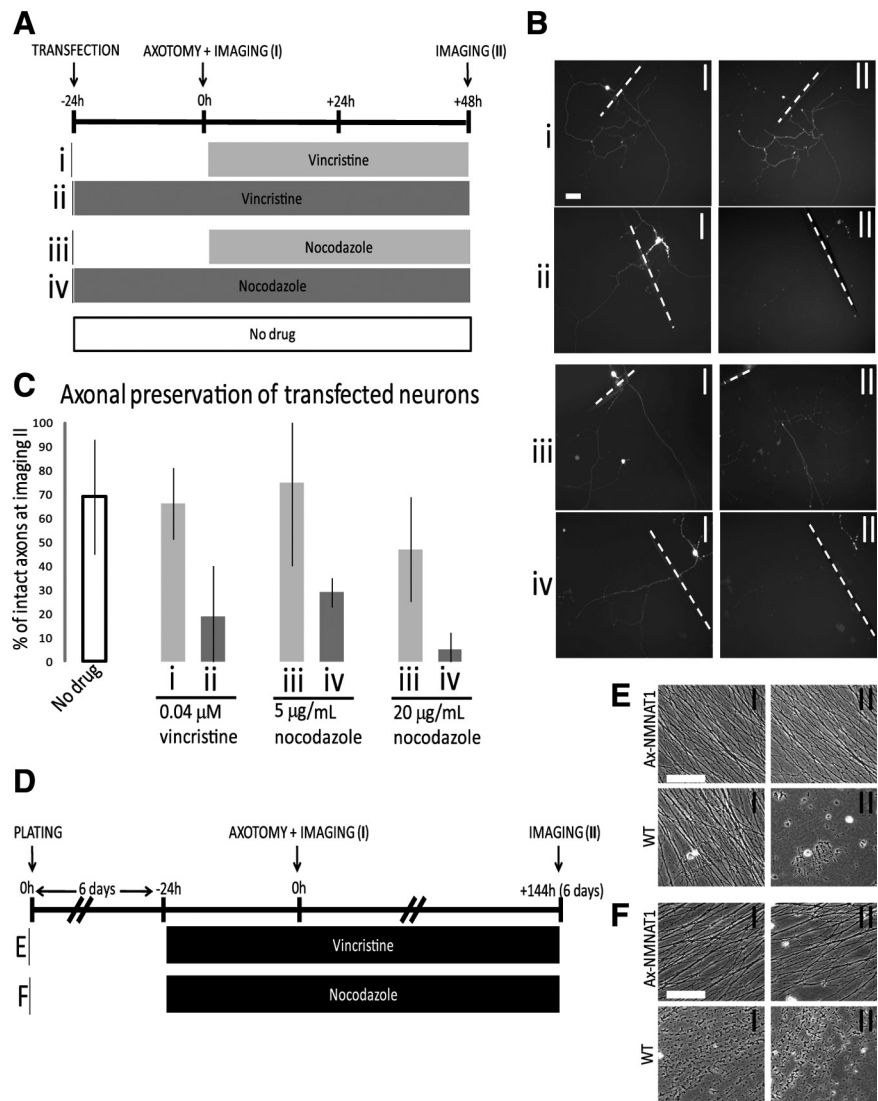 A
TRANSFECTION
AXOTOMY + IMAGING (I)
IMAGING (II)
-24h
0h
+24h
+48h
i
Vincristine
ii
Vincristine
iii
Nocodazole
iv
Nocodazole
No drug
B
i
I
II
ii
I
II
iii
I
II
iv
I
II
C
Axonal preservation of transfected neurons
% of intact axons at imaging II
100
90
80
70
60
50
40
30
20
10
0
No drug
i
ii
iii
iv
iii
iv
0.04 µM
vincristine
5 µg/mL
nocodazole
20 µg/mL
nocodazole
D
PLATING
AXOTOMY + IMAGING (I)
IMAGING (II)
0h
6 days
-24h
0h
+144h (6 days)
E
Vincristine
F
Nocodazole
E
Ax-NMNAT1
I
II
WT
I
II
F
Ax-NMNAT1
I
II
WT
I
II